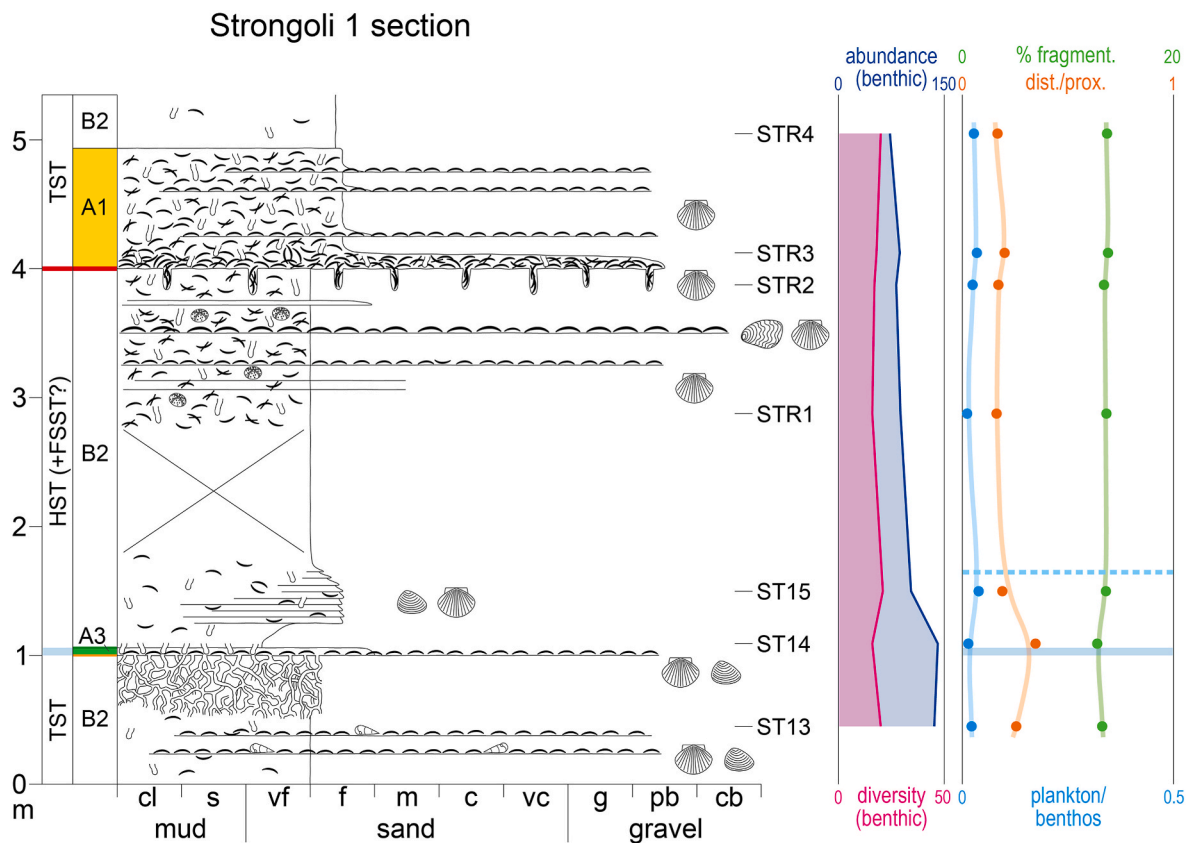 Strongoli 1 section
abundance
(benthic)
0
150
0
% fragment.
20
0
dist./prox.
1
5
4
3
2
1
0
m
TST
HST (+FSST?)
TST
B2
A1
B2
A3
B2
STR4
STR3
STR2
STR1
ST15
ST14
ST13
cl
s
vf
f
m
c
vc
g
pb
cb
mud
sand
gravel
0
diversity
(benthic)
50
0
plankton/
benthos
0.5